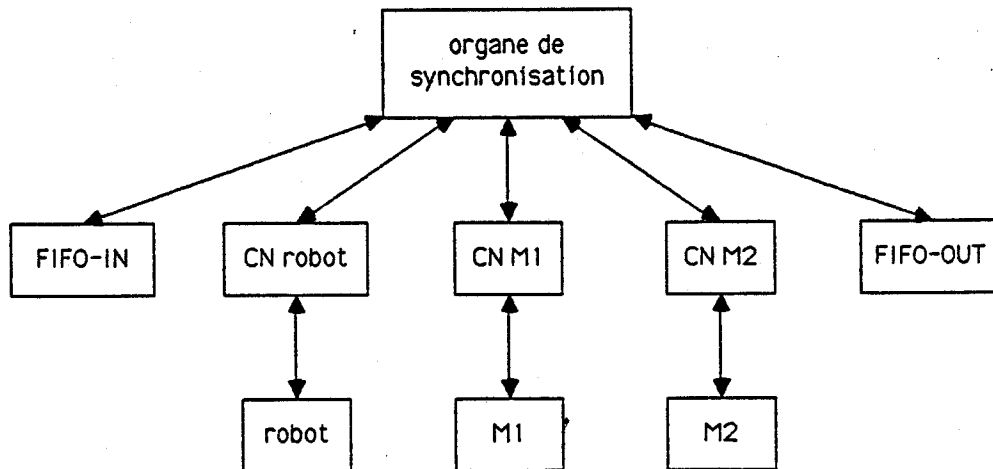 organe de
synchronisation
FIFO-IN
CN robot
CN M1
CN M2
FIFO-OUT
robot
M1
M2